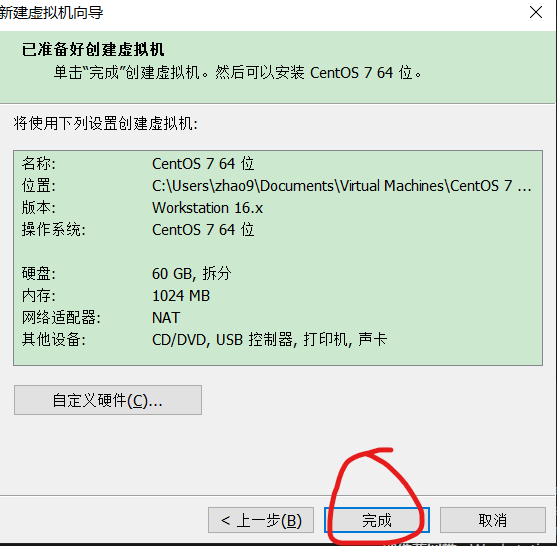 新建虚拟机向导
已准备好创建虚拟机
单击“完成”创建虚拟机。然后可以安装 CentOS 7 64 位。
将使用下列设置创建虚拟机:
名称: CentOS 7 64 位
位置: C:\Users\zhao9\Documents\Virtual Machines\CentOS 7 ...
版本: Workstation 16.x
操作系统: CentOS 7 64 位
硬盘: 60 GB, 拆分
内存: 1024 MB
网络适配器: NAT
其他设备: CD/DVD, USB 控制器, 打印机, 声卡
自定义硬件(C)...
< 上一步(B) 完成 取消